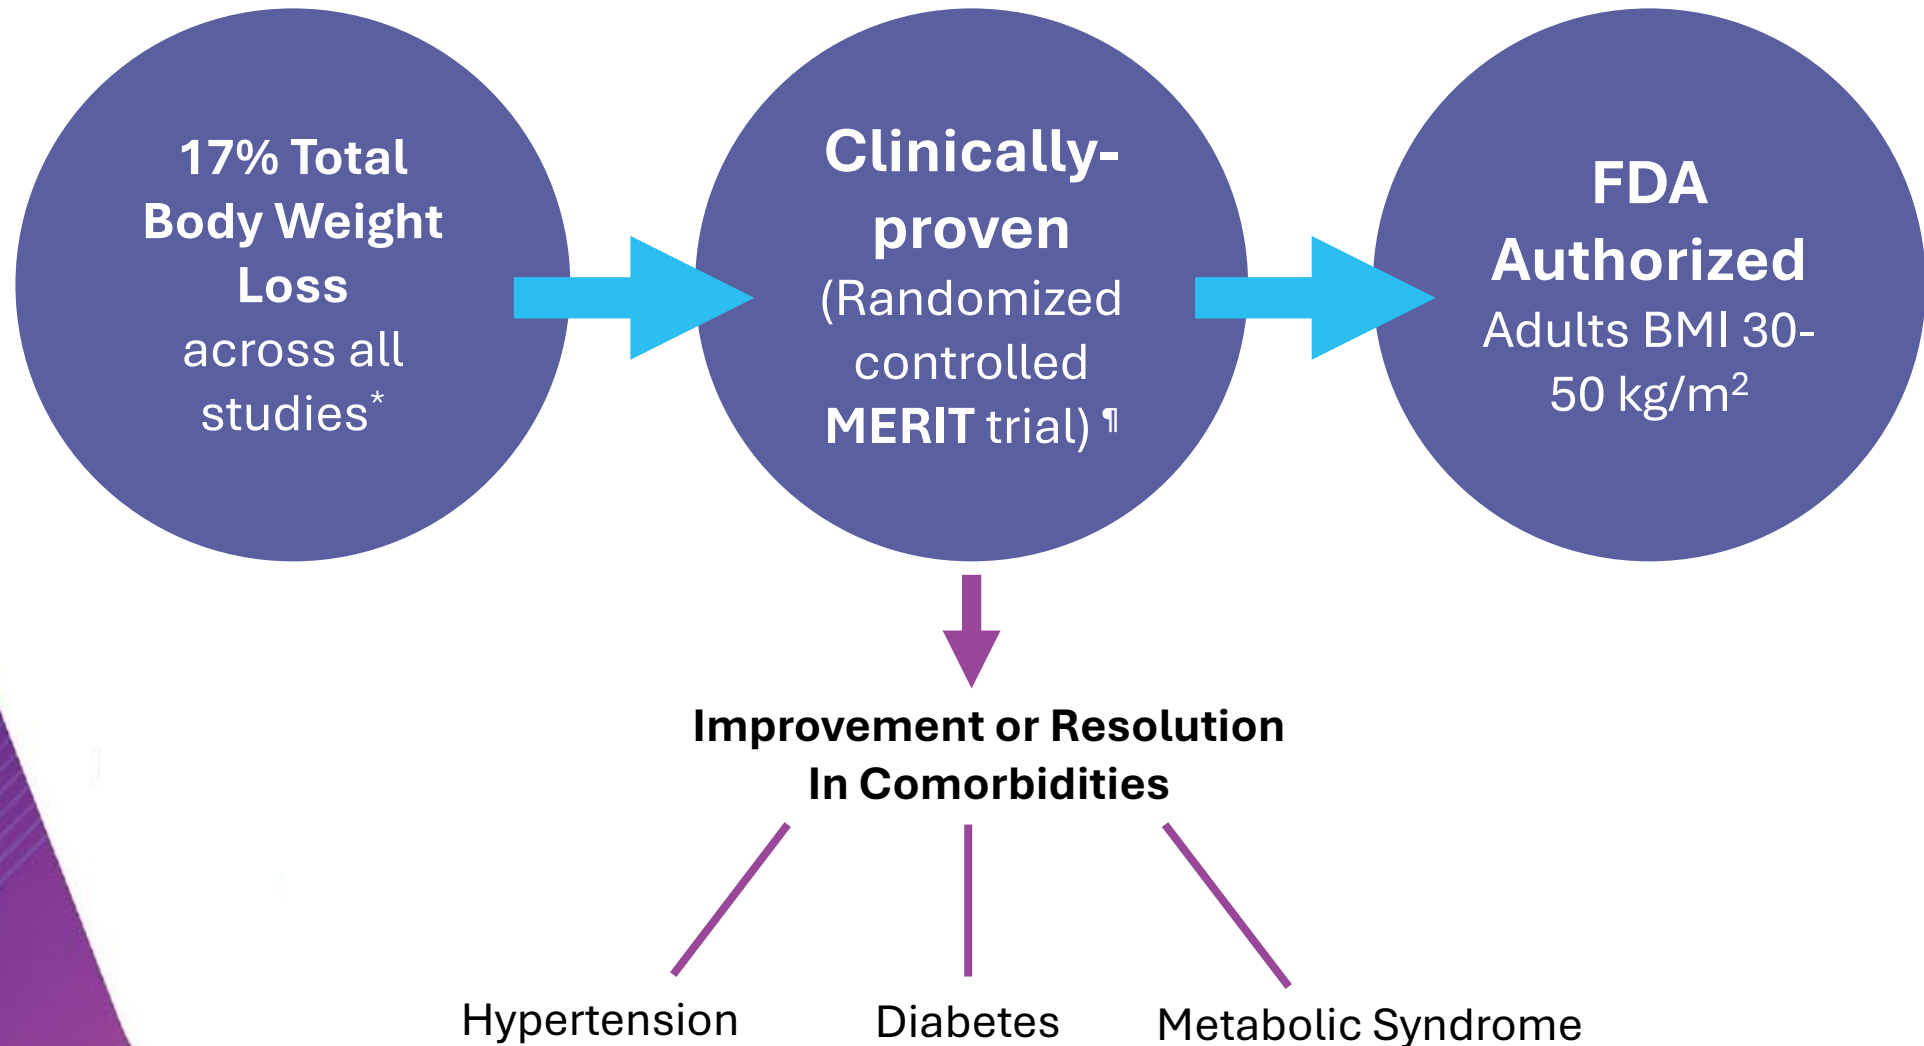 17% Total
Body Weight
Loss
across all
studies*
Clinically-
proven
(Randomized
controlled
MERIT trial) ¶
FDA
Authorized
Adults BMI 30-
50 kg/m²
Improvement or Resolution
In Comorbidities
Hypertension
Diabetes
Metabolic Syndrome